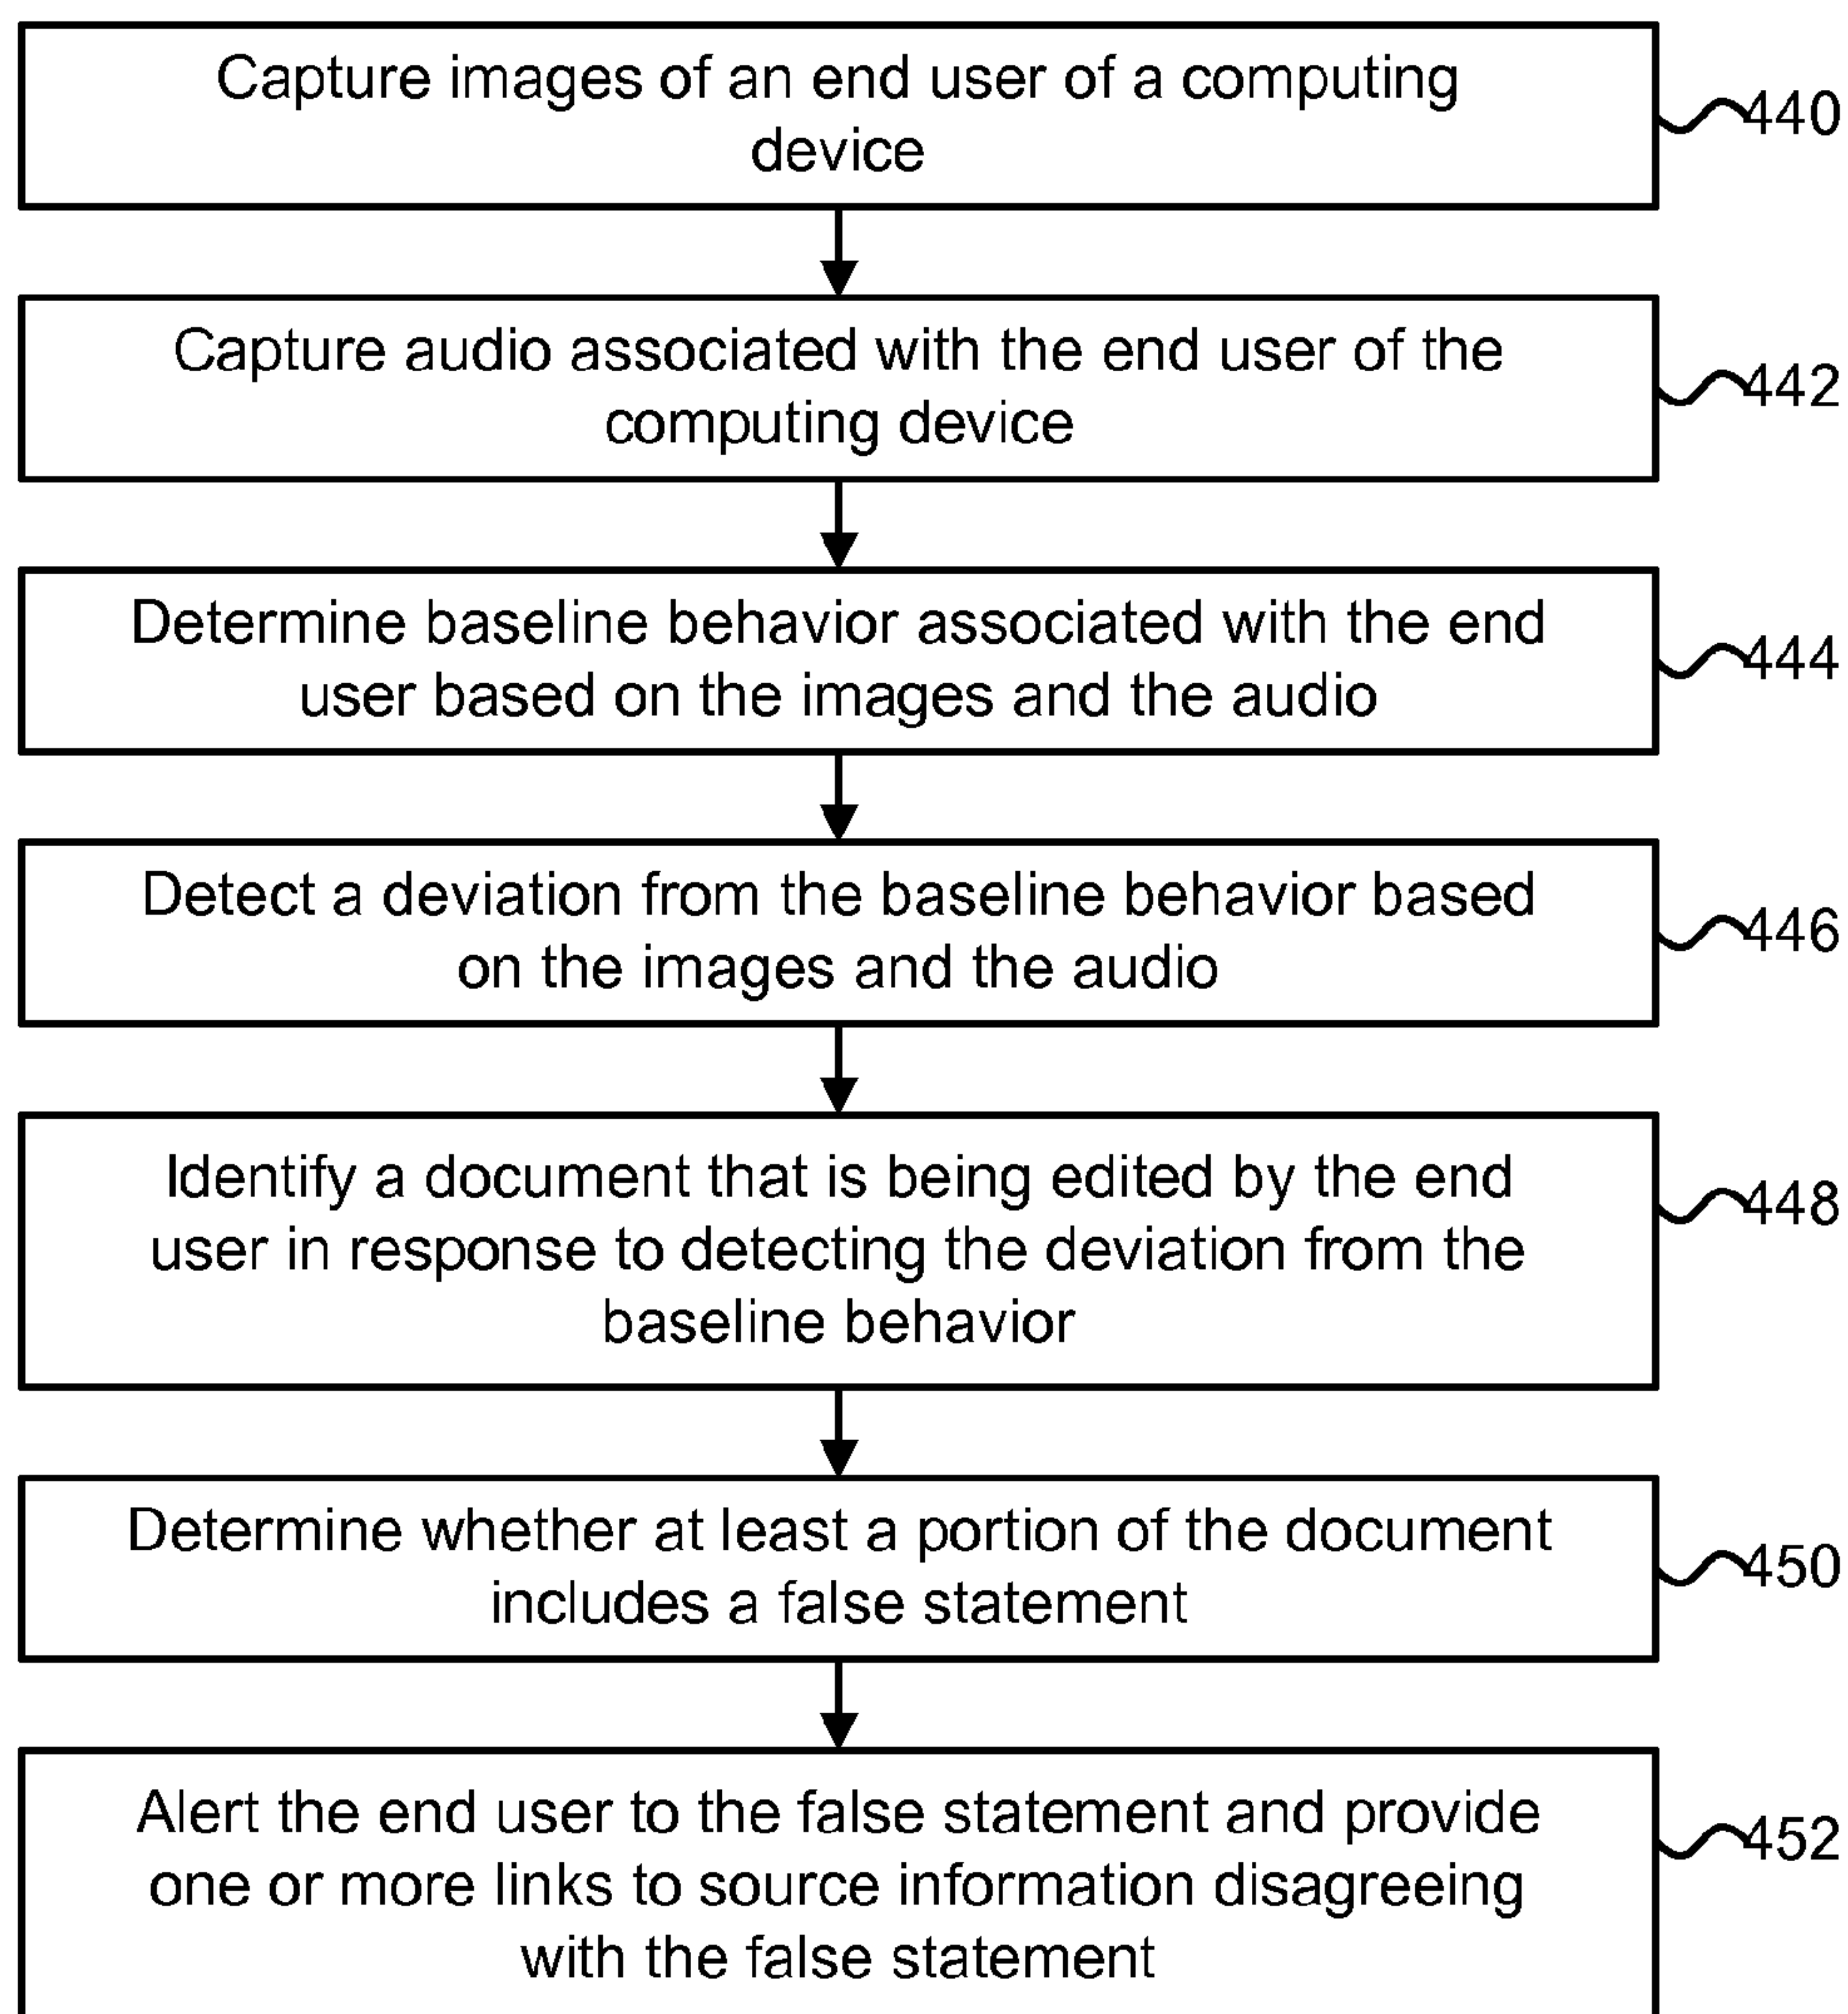 Capture images of an end user of a computing
device
440
Capture audio associated with the end user of the
computing device
442
Determine baseline behavior associated with the end
user based on the images and the audio
444
Detect a deviation from the baseline behavior based
on the images and the audio
446
Identify a document that is being edited by the end
user in response to detecting the deviation from the
baseline behavior
448
Determine whether at least a portion of the document
includes a false statement
450
Alert the end user to the false statement and provide
one or more links to source information disagreeing
with the false statement
452